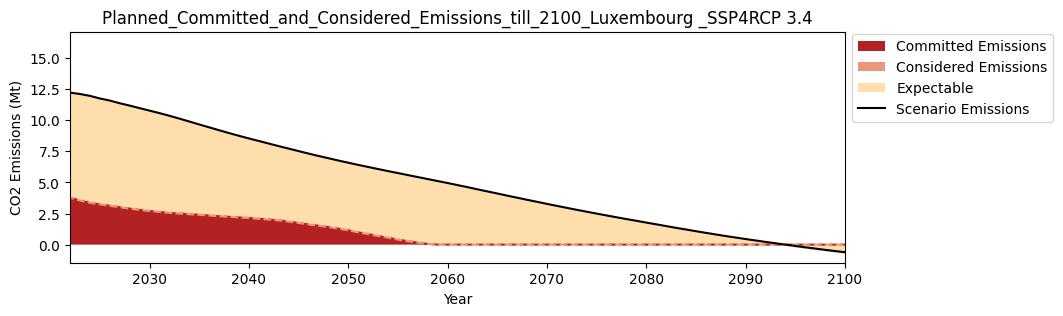 Planned_Committed_and_Considered_Emissions_till_2100_Luxembourg _SSP4RCP 3.4
Committed Emissions
Considered Emissions
Expectable
Scenario Emissions
CO2 Emissions (Mt)
15.0
12.5
10.0
7.5
5.0
2.5
0.0
2030 2040 2050 2060 2070 2080 2090 2100
Year